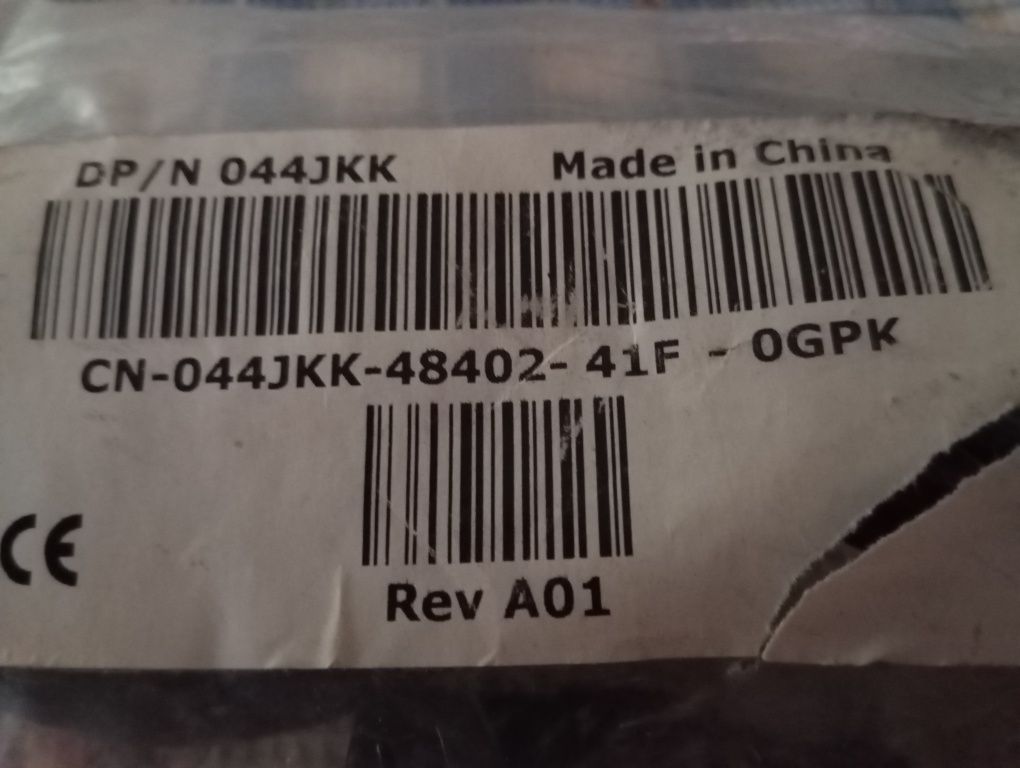 DP/N 044JKK Made in China
CN-044JKK-48402- 41F - 0GPK
Rev A01
CE